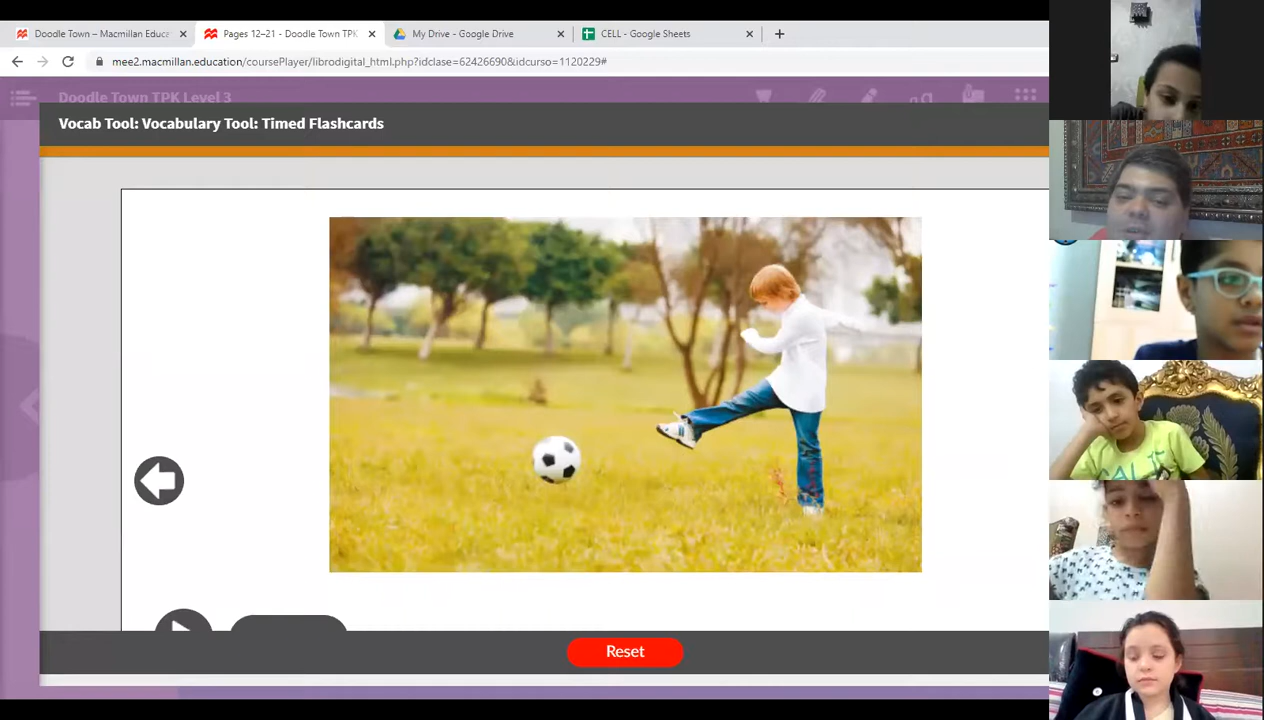 Doodle Town – Macmillan Educa
Pages 12–21 - Doodle Town TPK
My Drive - Google Drive
CELL - Google Sheets
mee2.macmillan.education/coursePlayer/librodigital_html.php?idclase=62426690&idcurso=1120229#
Doodle Town TPK Level 3
Vocab Tool: Vocabulary Tool: Timed Flashcards
Reset